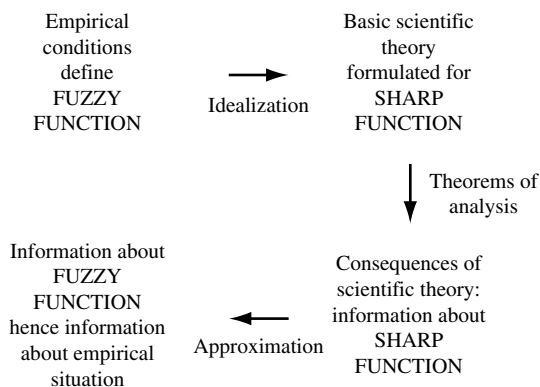 Empirical
conditions
define
FUZZY
FUNCTION
Idealization
Basic scientific
theory
formulated for
SHARP
FUNCTION
Theorems of
analysis
Consequences of
scientific theory:
information about
SHARP
FUNCTION
Approximation
Information about
FUZZY
FUNCTION
hence information
about empirical
situation